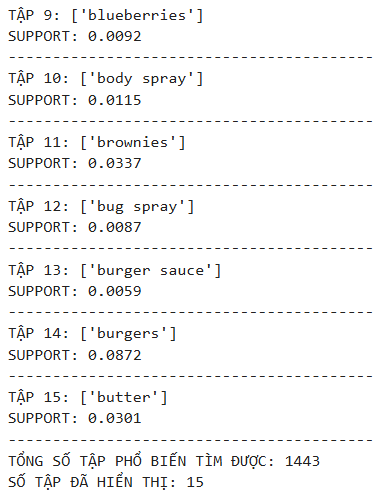 TẬP 9: ['blueberries']
SUPPORT: 0.0092
-----------------------------------------
TẬP 10: ['body spray']
SUPPORT: 0.0115
-----------------------------------------
TẬP 11: ['brownies']
SUPPORT: 0.0337
-----------------------------------------
TẬP 12: ['bug spray']
SUPPORT: 0.0087
-----------------------------------------
TẬP 13: ['burger sauce']
SUPPORT: 0.0059
-----------------------------------------
TẬP 14: ['burgers']
SUPPORT: 0.0872
-----------------------------------------
TẬP 15: ['butter']
SUPPORT: 0.0301
-----------------------------------------
TỔNG SỐ TẬP PHỔ BIẾN TÌM ĐƯỢC: 1443
SỐ TẬP ĐÃ HIỂN THỊ: 15